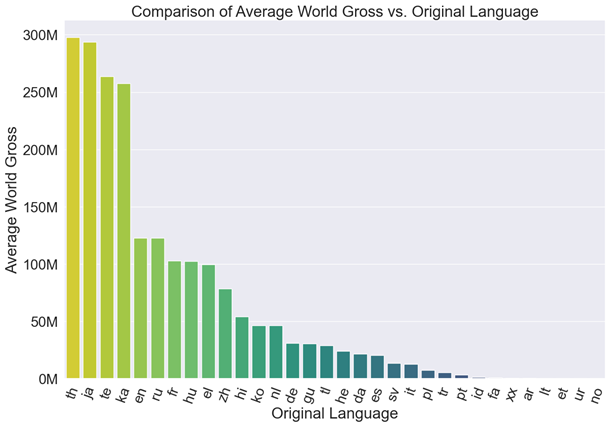 Comparison of Average World Gross vs. Original Language
300M
250M
200M
150M
100M
50M
0M
Average World Gross
th ja te ka en ru fr hu el zh hi ko nl de gu tl he da es sv it pl tr pt id fa xx ar lt et ur no
Original Language